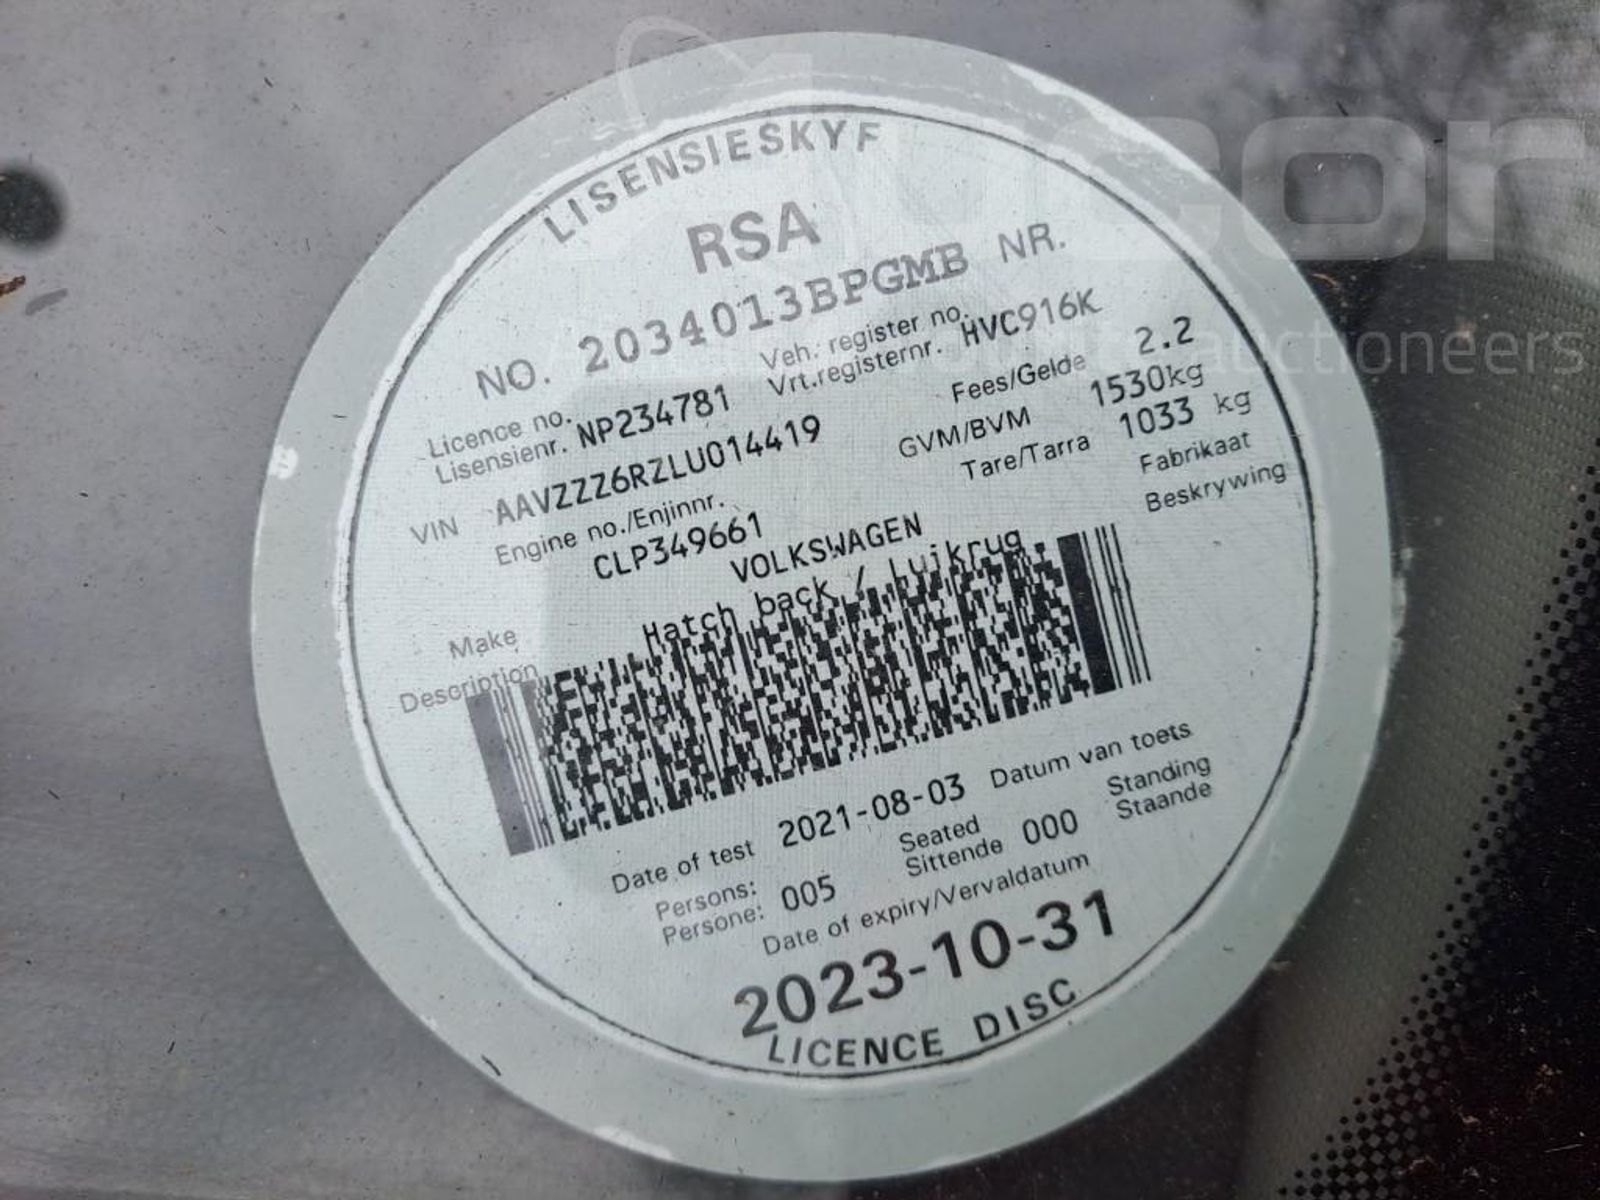 LISENSIESKYF
RSA
NO. 2034013BPGMB NR.
Licence no. Veh. register no.
Lisensienr. NP234781 Vrt.registernr. HVC916K
VIN AAVZZZ6RZLU014419 Fees/Gelde 2.2
Engine no./Enjinnr. GVM/BVM 1530kg
CLP349661 Tare/Tarra 1033 kg
Make VOLKSWAGEN Fabrikaat
Description Hatch back / Luikrug Beskrywing
Date of test 2021-08-03 Datum van toets
Persons: Seated Standing
Persone: 005 Sittende 000 Staande
Date of expiry/Vervaldatum
2023-10-31
LICENCE DISC
cor
auctioneers